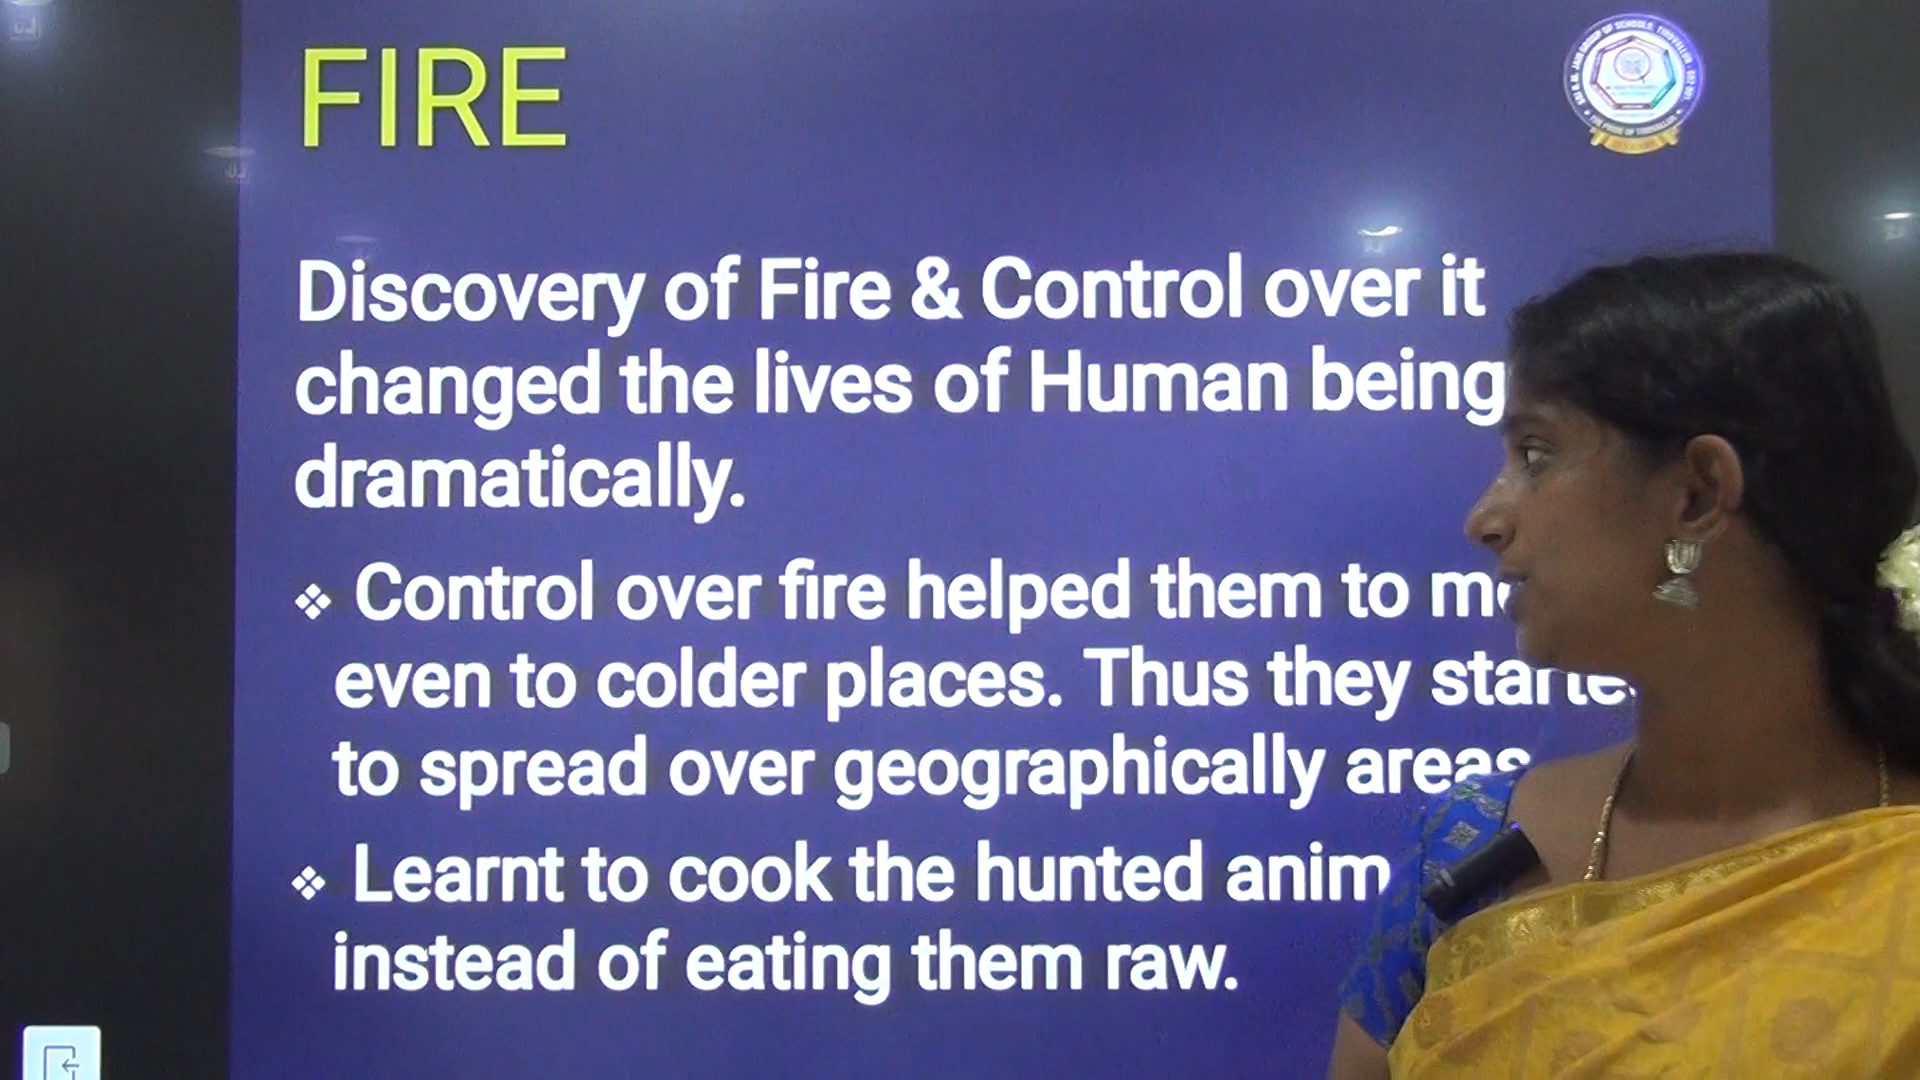 FIRE
Discovery of Fire & Control over it
changed the lives of Human being
dramatically.
❖ Control over fire helped them to
even to colder places. Thus they
to spread over geographically areas
❖ Learnt to cook the hunted anim
instead of eating them raw.